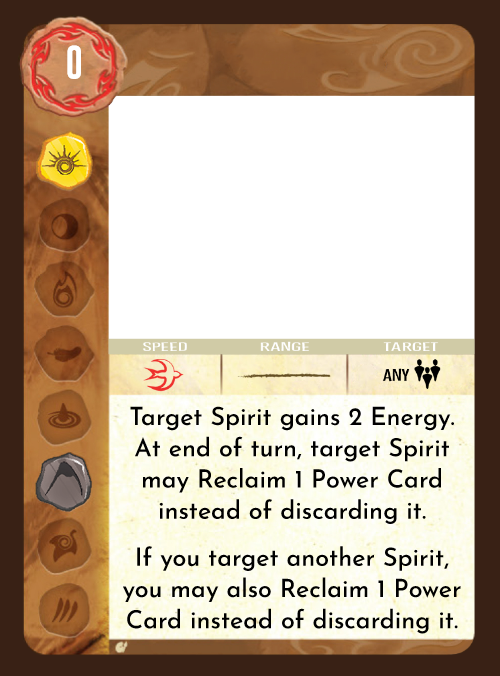 0
SPEED RANGE TARGET
ANY
Target Spirit gains 2 Energy.
At end of turn, target Spirit
may Reclaim 1 Power Card
instead of discarding it.
If you target another Spirit,
you may also Reclaim 1 Power
Card instead of discarding it.